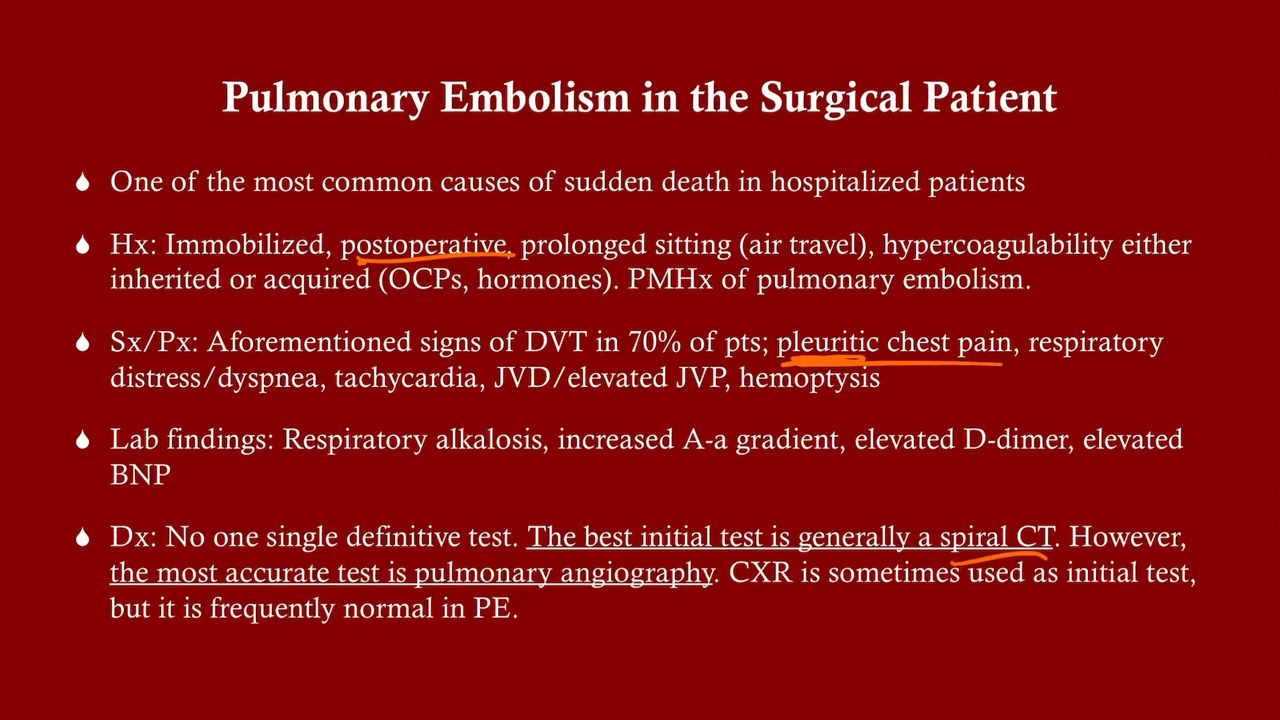 Pulmonary Embolism in the Surgical Patient
One of the most common causes of sudden death in hospitalized patients
Hx: Immobilized, postoperative, prolonged sitting (air travel), hypercoagulability either
inherited or acquired (OCPs, hormones). PMHx of pulmonary embolism.
Sx/Px: Aforementioned signs of DVT in 70% of pts; pleuritic chest pain, respiratory
distress/dyspnea, tachycardia, JVD/elevated JVP, hemoptysis
Lab findings: Respiratory alkalosis, increased A-a gradient, elevated D-dimer, elevated
BNP
Dx: No one single definitive test. The best initial test is generally a spiral CT. However,
the most accurate test is pulmonary angiography. CXR is sometimes used as initial test,
but it is frequently normal in PE.